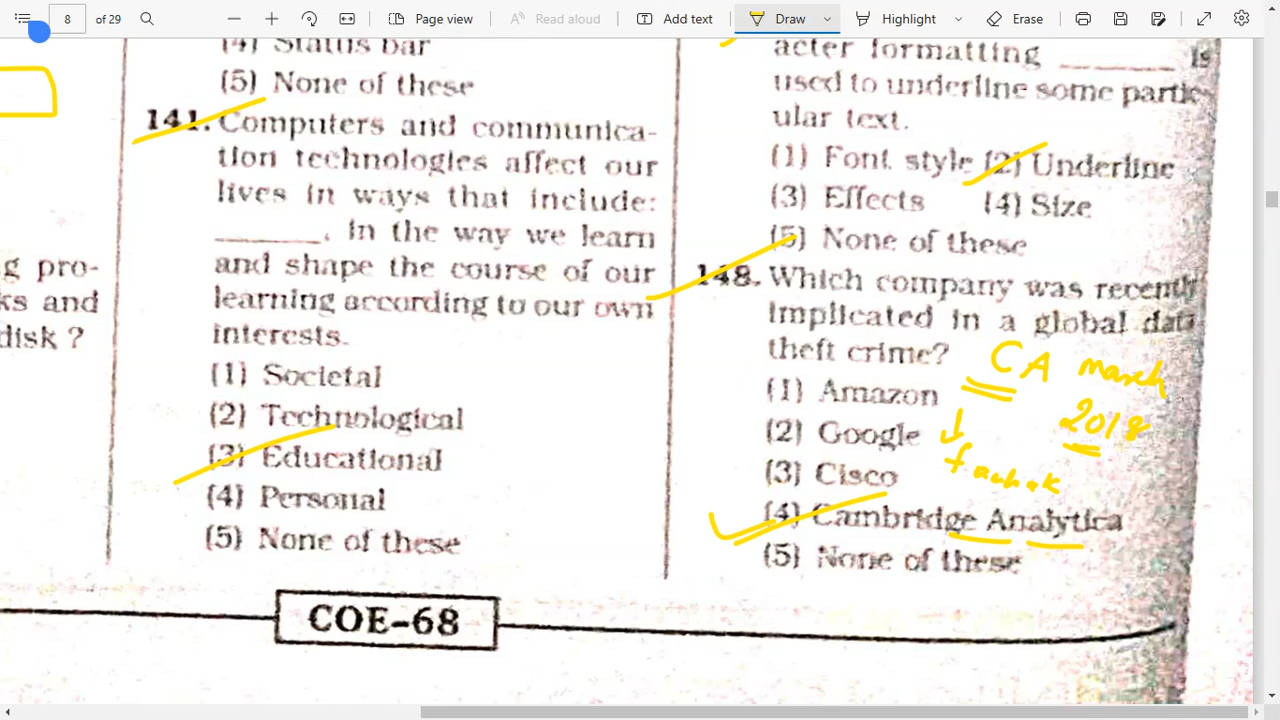 8 of 29
Page view
Read aloud
Add text
Draw
Highlight
Erase
g pro-
ks and
disk ?
(4) Status bar
(5) None of these
141. Computers and communica-
tion technologies affect our
lives in ways that include:
______. In the way we learn
and shape the course of our
learning according to our own
interests.
(1) Societal
(2) Technological
(3) Educational
(4) Personal
(5) None of these
acter formatting ______ is
used to underline some partic
ular text.
(1) Font style (2) Underline
(3) Effects (4) Size
(5) None of these
148. Which company was recently
implicated in a global data
theft crime?
(1) Amazon
(2) Google
(3) Cisco
(4) Cambridge Analytica
(5) None of these
CA march
2018
COE-68